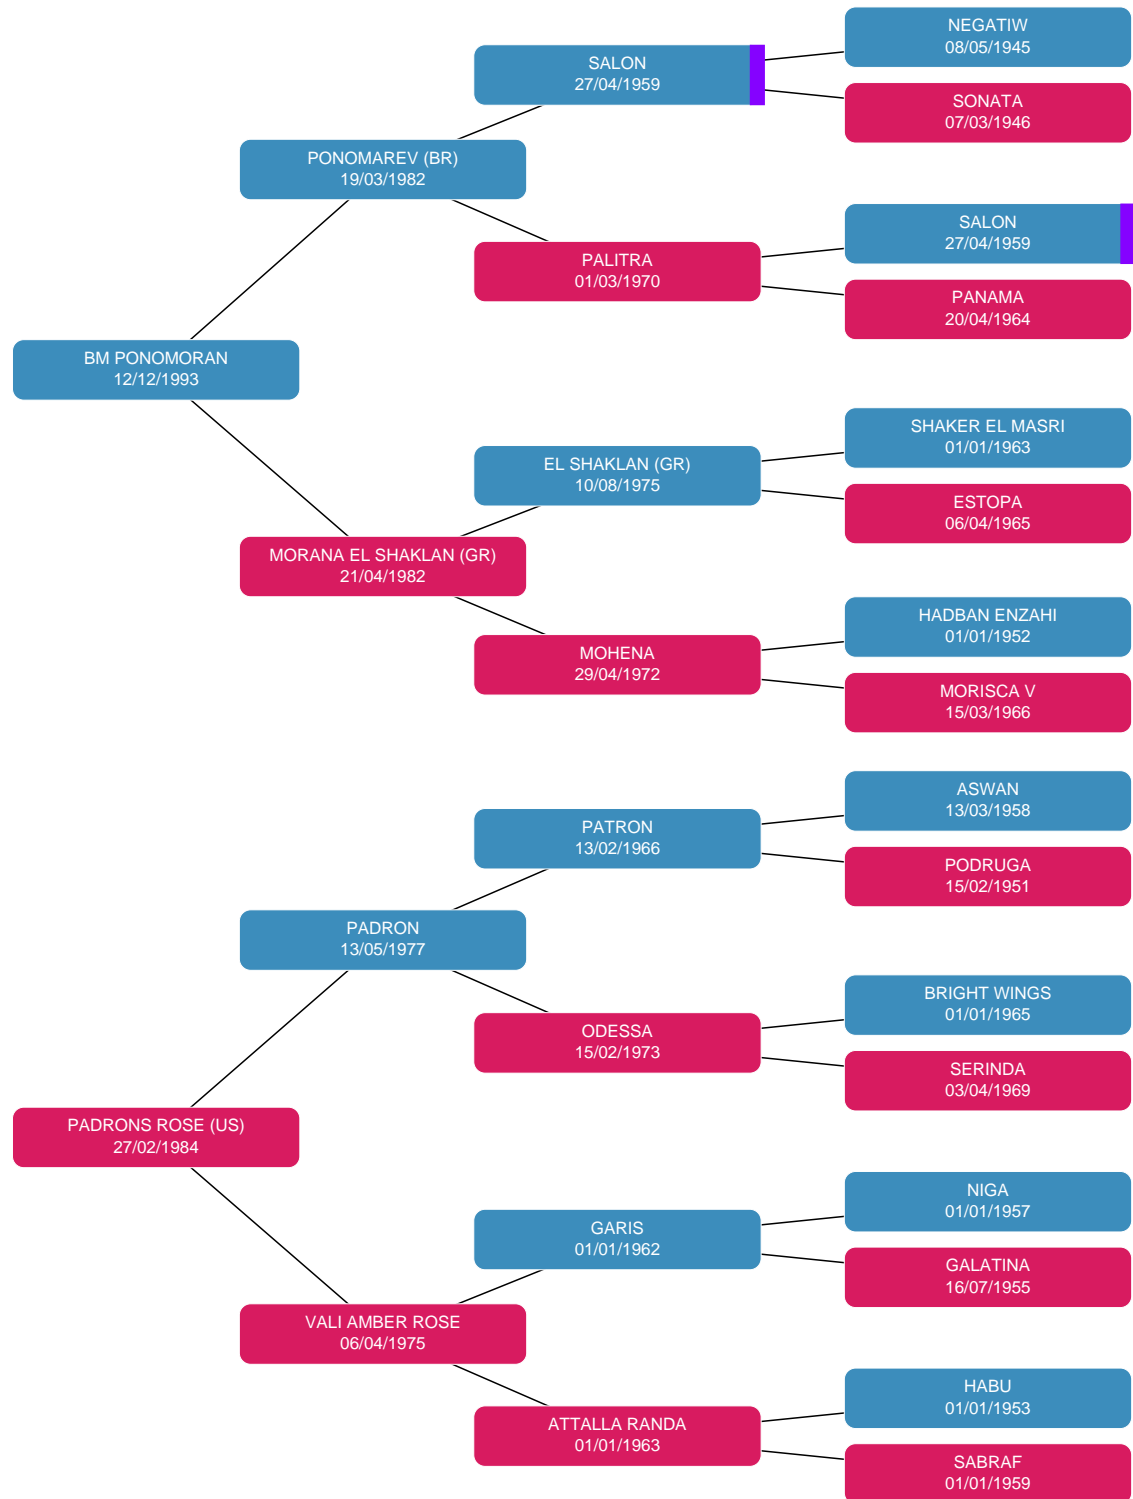 NEGATIW
08/05/1945
SALON
27/04/1959
SONATA
07/03/1946
PONOMAREV (BR)
19/03/1982
SALON
27/04/1959
PALITRA
01/03/1970
PANAMA
20/04/1964
BM PONOMORAN
12/12/1993
SHAKER EL MASRI
01/01/1963
EL SHAKLAN (GR)
10/08/1975
ESTOPA
06/04/1965
MORANA EL SHAKLAN (GR)
21/04/1982
HADBAN ENZAHI
01/01/1952
MOHENA
29/04/1972
MORISCA V
15/03/1966
ASWAN
13/03/1958
PATRON
13/02/1966
PODRUGA
15/02/1951
PADRON
13/05/1977
BRIGHT WINGS
01/01/1965
ODESSA
15/02/1973
SERINDA
03/04/1969
PADRONS ROSE (US)
27/02/1984
NIGA
01/01/1957
GARIS
01/01/1962
GALATINA
16/07/1955
VALI AMBER ROSE
06/04/1975
HABU
01/01/1953
ATTALLA RANDA
01/01/1963
SABRAF
01/01/1959